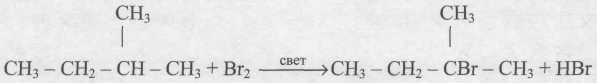 CH₃ CH₃
| |
CH₃ – CH₂ – CH – CH₃ + Br₂ свет → CH₃ – CH₂ – CBr – CH₃ + HBr